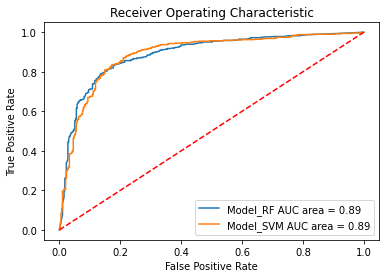 Receiver Operating Characteristic
True Positive Rate
1.0
0.8
0.6
0.4
0.2
0.0
Model_RF AUC area = 0.89
Model_SVM AUC area = 0.89
0.0 0.2 0.4 0.6 0.8 1.0
False Positive Rate